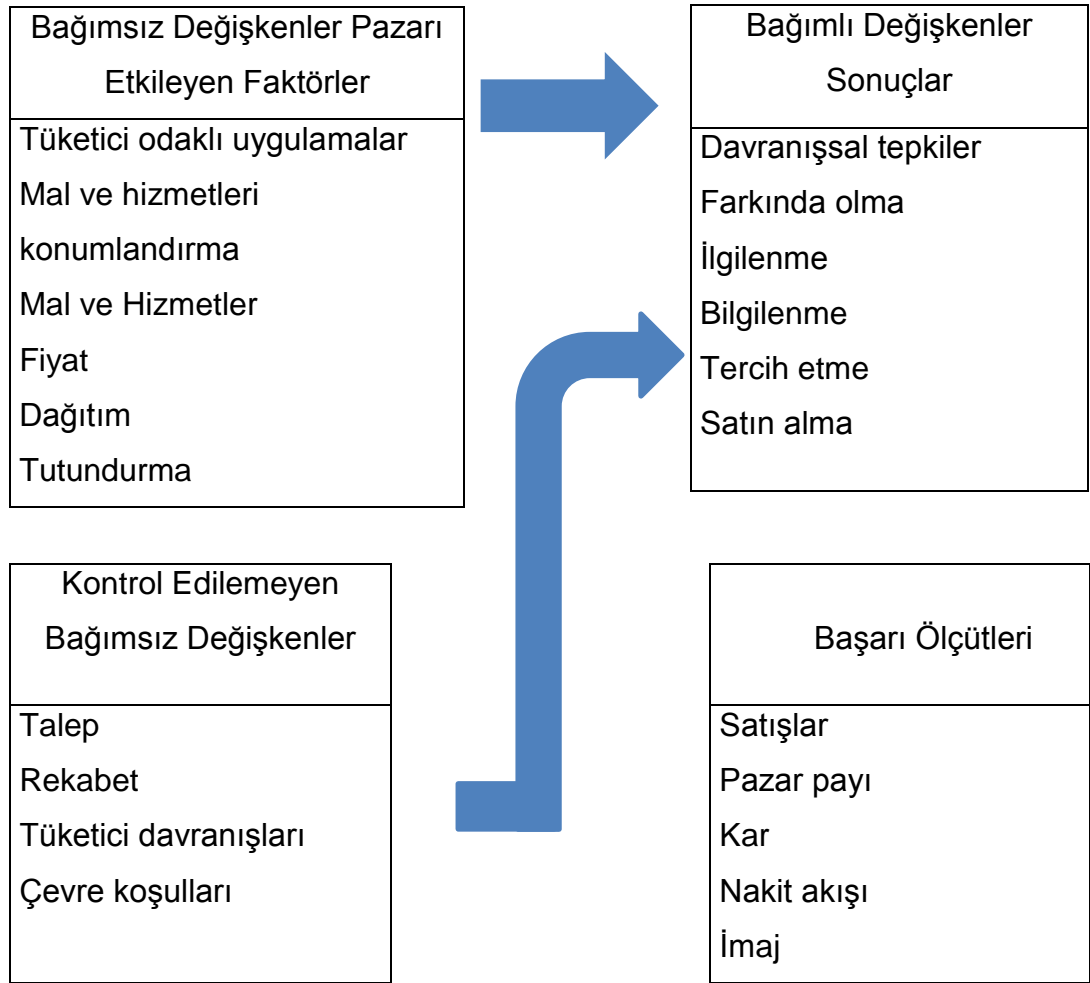 Bağımsız Değişkenler Pazarı
Etkileyen Faktörler
Tüketici odaklı uygulamalar
Mal ve hizmetleri
konumlandırma
Mal ve Hizmetler
Fiyat
Dağıtım
Tutundurma
Bağımlı Değişkenler
Sonuçlar
Davranışsal tepkiler
Farkında olma
İlgilenme
Bilgilenme
Tercih etme
Satın alma
Kontrol Edilemeyen
Bağımsız Değişkenler
Talep
Rekabet
Tüketici davranışları
Çevre koşulları
Başarı Ölçütleri
Satışlar
Pazar payı
Kar
Nakit akışı
İmaj